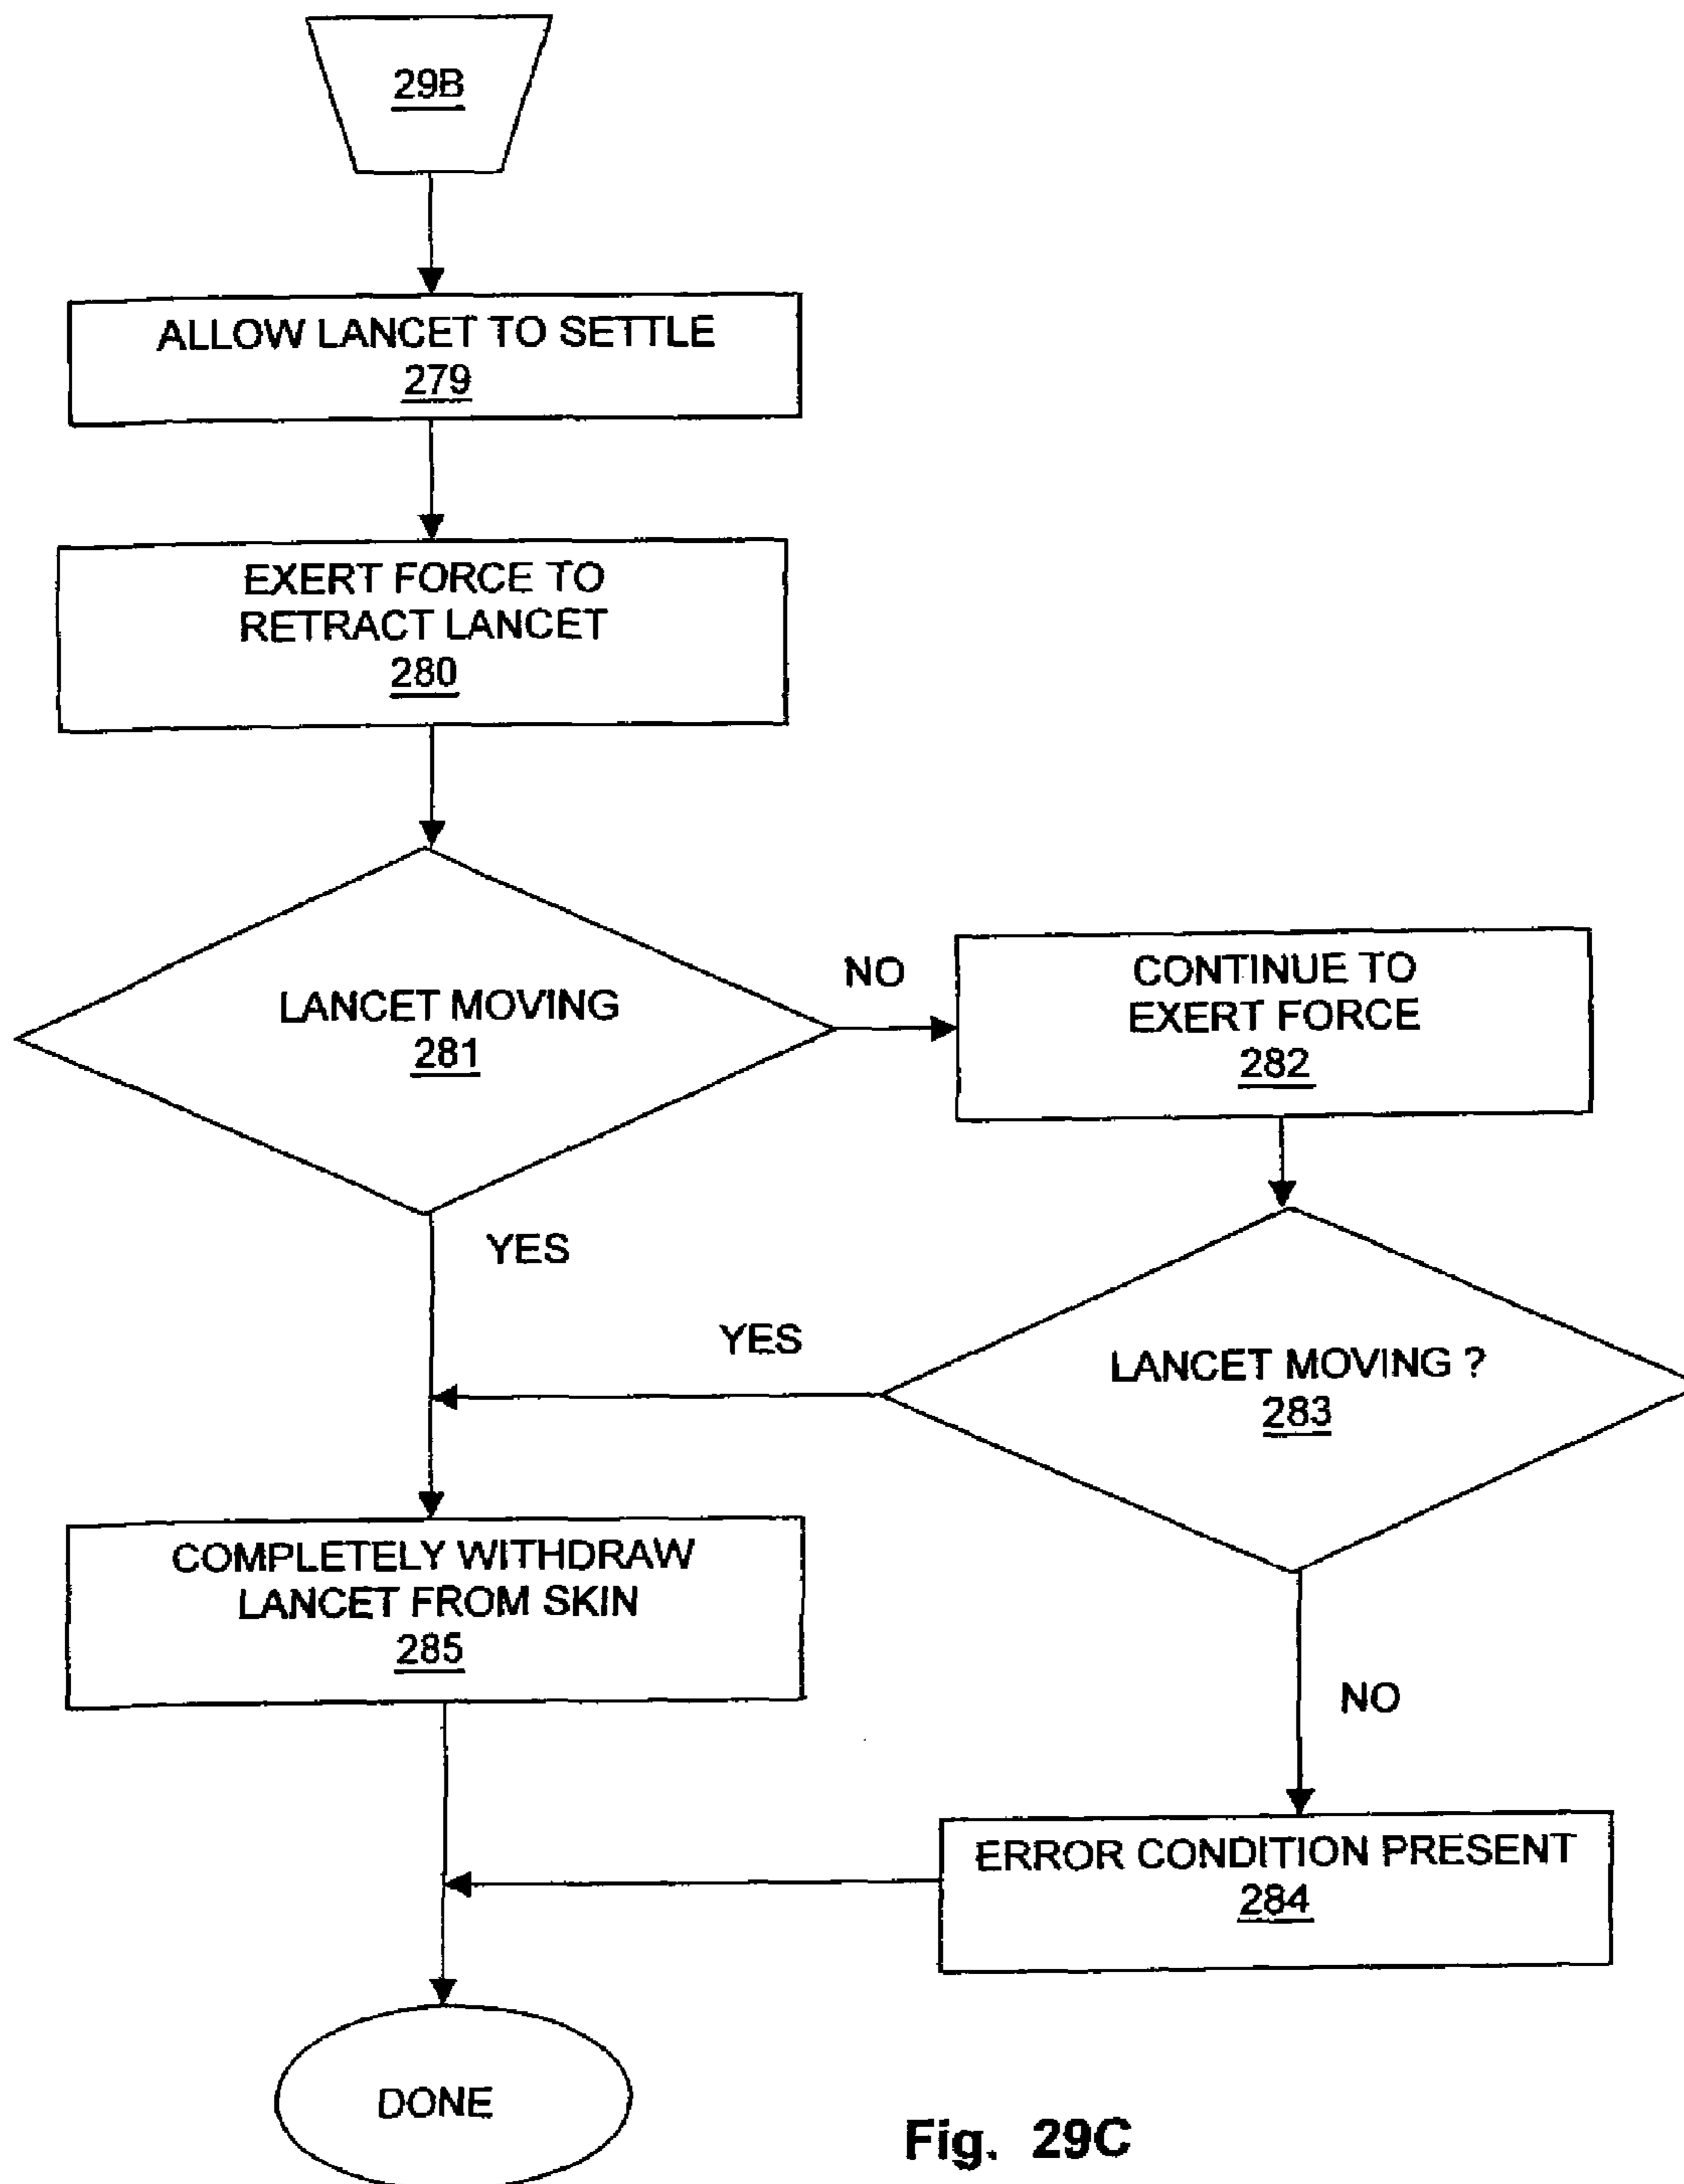 29B
ALLOW LANCET TO SETTLE
279
EXERT FORCE TO
RETRACT LANCET
280
LANCET MOVING
281
NO
CONTINUE TO
EXERT FORCE
282
YES
YES
LANCET MOVING ?
283
COMPLETELY WITHDRAW
LANCET FROM SKIN
285
NO
ERROR CONDITION PRESENT
284
DONE
Fig. 29C